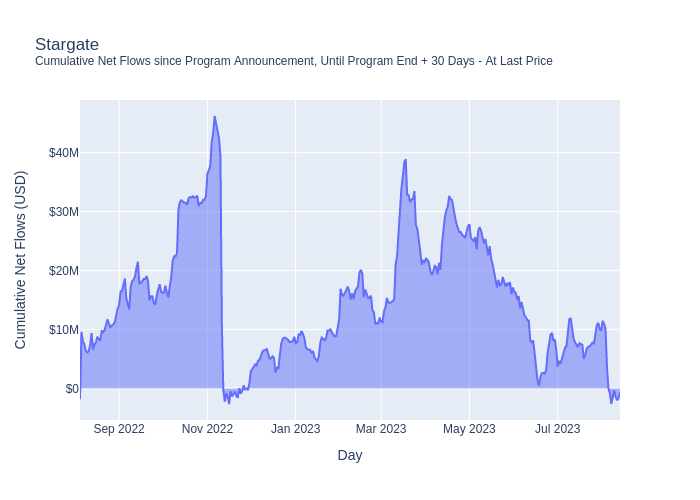 Stargate
Cumulative Net Flows since Program Announcement, Until Program End + 30 Days - At Last Price
Cumulative Net Flows (USD)
$40M
$30M
$20M
$10M
$0
Sep 2022
Nov 2022
Jan 2023
Mar 2023
May 2023
Jul 2023
Day